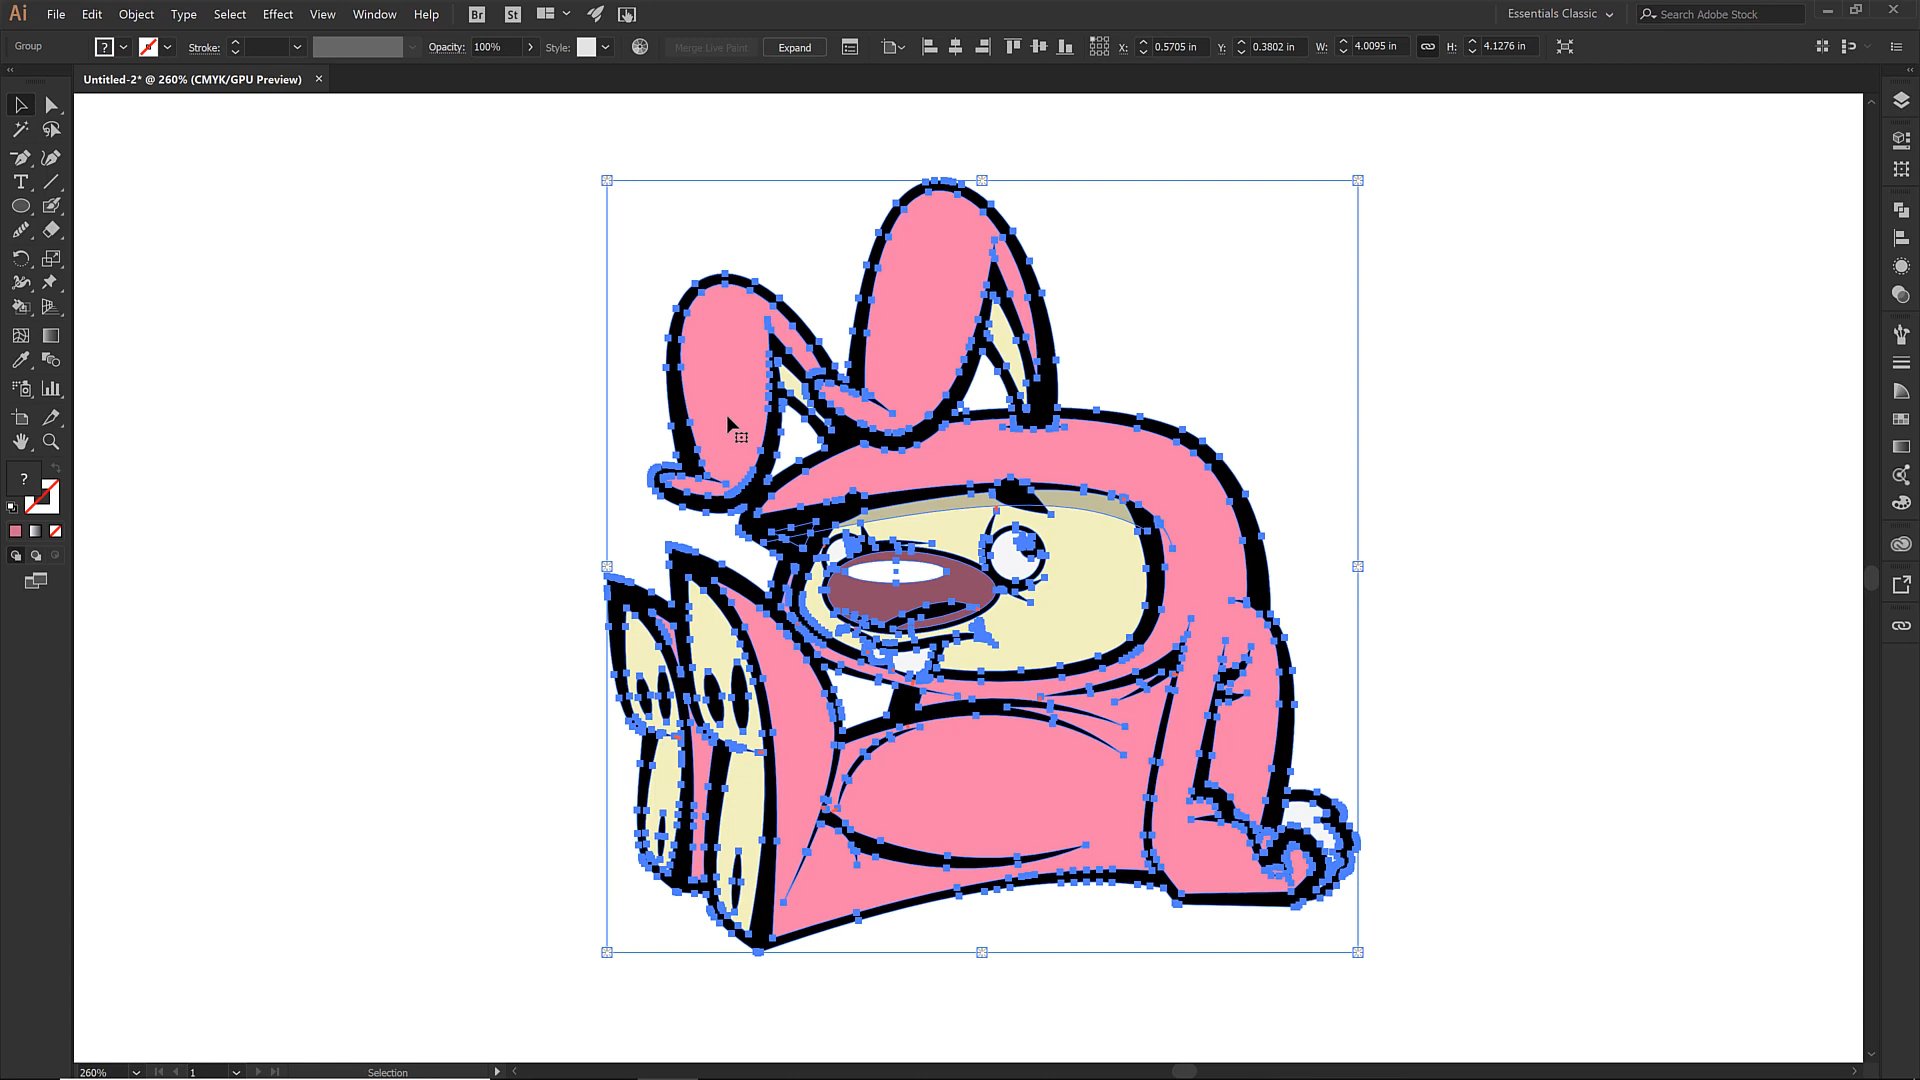 Ai File Edit Object Type Select Effect View Window Help Br St Essentials Classic Search Adobe Stock
Group ? Stroke: Opacity: 100% Style: Merge Live Paint Expand X: 0.5705 in Y: 0.3802 in W: 4.0095 in H: 4.1276 in
Untitled-2* @ 260% (CMYK/GPU Preview)
T
?
260% 1 Selection